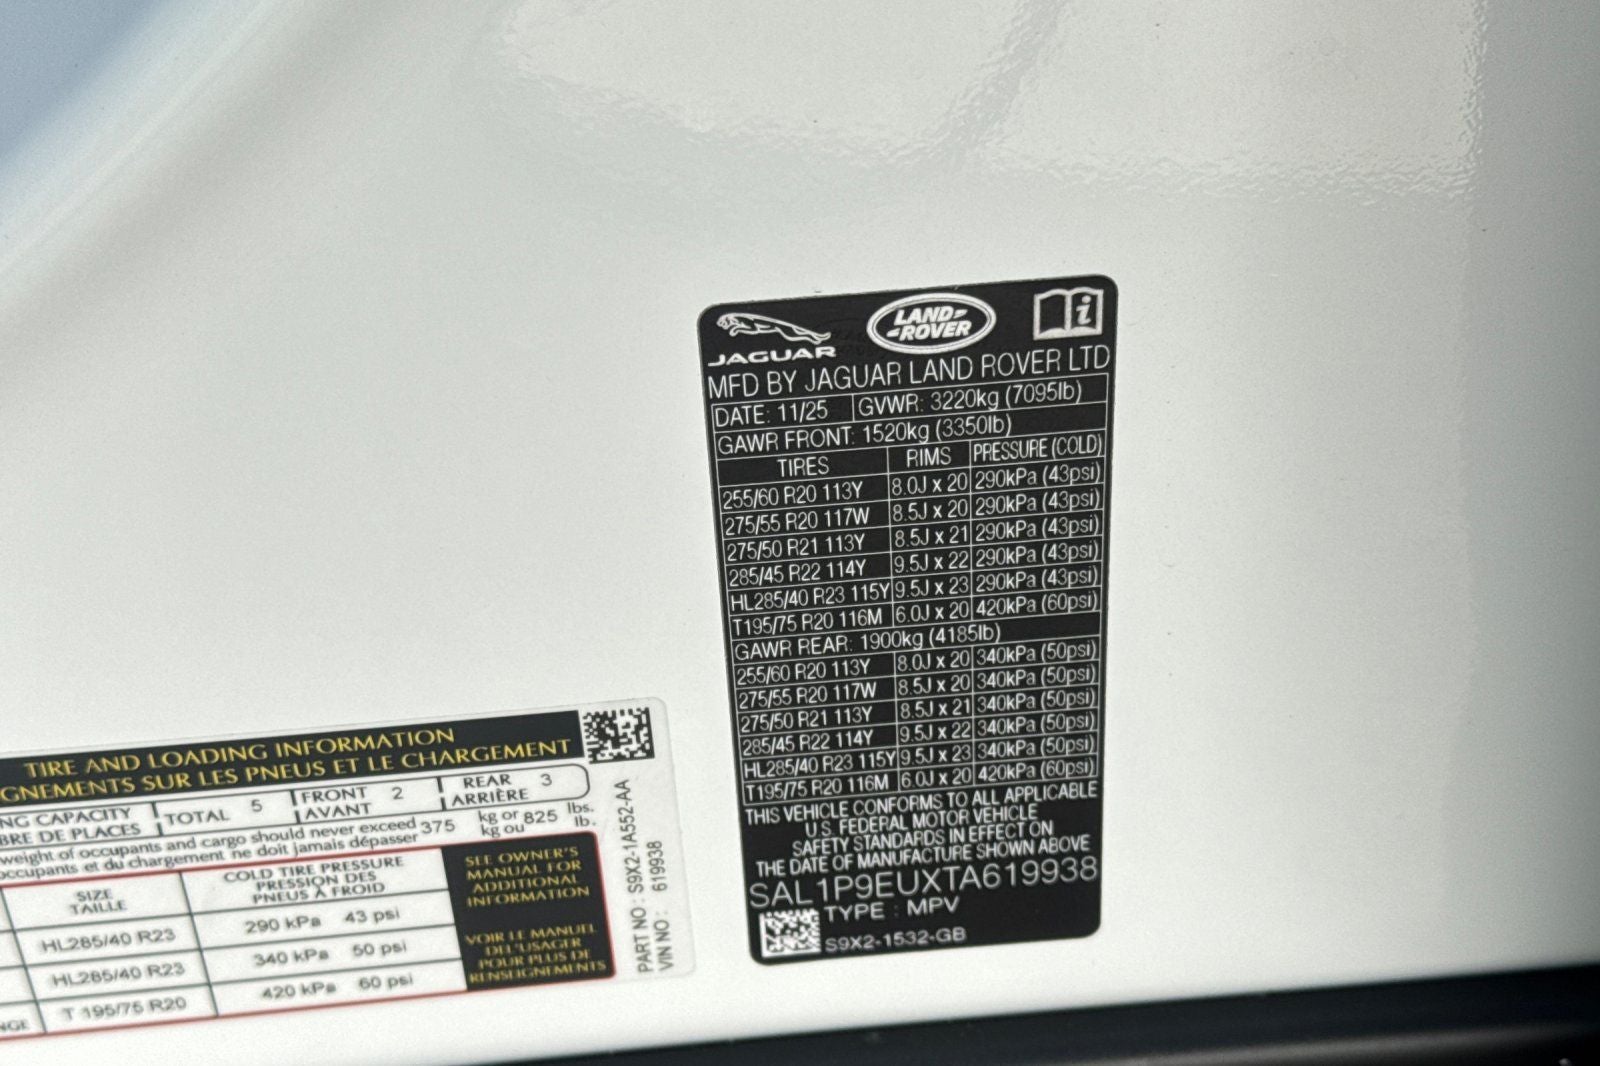 JAGUAR
LAND-
-ROVER
MFD BY JAGUAR LAND ROVER LTD
DATE: 11/25 GVWR: 3220kg (7095lb)
GAWR FRONT: 1520kg (3350lb)
TIRES RIMS PRESSURE (COLD)
255/60 R20 113Y 8.0J x 20 290kPa (43psi)
275/55 R20 117W 8.5J x 20 290kPa (43psi)
275/50 R21 113Y 8.5J x 21 290kPa (43psi)
285/45 R22 114Y 9.5J x 22 290kPa (43psi)
HL285/40 R23 115Y 9.5J x 23 290kPa (43psi)
T195/75 R20 116M 6.0J x 20 420kPa (60psi)
GAWR REAR: 1900kg (4185lb)
255/60 R20 113Y 8.0J x 20 340kPa (50psi)
275/55 R20 117W 8.5J x 20 340kPa (50psi)
275/50 R21 113Y 8.5J x 21 340kPa (50psi)
285/45 R22 114Y 9.5J x 22 340kPa (50psi)
HL285/40 R23 115Y 9.5J x 23 340kPa (50psi)
T195/75 R20 116M 6.0J x 20 420kPa (60psi)
THIS VEHICLE CONFORMS TO ALL APPLICABLE
U.S. FEDERAL MOTOR VEHICLE
SAFETY STANDARDS IN EFFECT ON
THE DATE OF MANUFACTURE SHOWN ABOVE
SAL1P9EUXTA619938
TYPE : MPV
S9X2-1532-GB
TIRE AND LOADING INFORMATION
GNEMENTS SUR LES PNEUS ET LE CHARGEMENT
NG CAPACITY TOTAL 5 FRONT 2 REAR 3
BRE DE PLACES AVANT ARRIÈRE
weight of occupants and cargo should never exceed 375 kg or 825 lbs.
occupants et du chargement ne doit jamais dépasser kg ou lb.
SIZE
TAILLE
COLD TIRE PRESSURE
PRESSION DES
PNEUS À FROID
HL285/40 R23 290 kPa 43 psi
HL285/40 R23 340 kPa 50 psi
NGE T 195/75 R20 420 kPa 60 psi
SEE OWNER'S
MANUAL FOR
ADDITIONAL
INFORMATION
VOIR LE MANUEL
DE L'USAGER
POUR PLUS DE
RENSEIGNEMENTS
PART NO : S9X2-1A552-AA
VIN NO : 619938